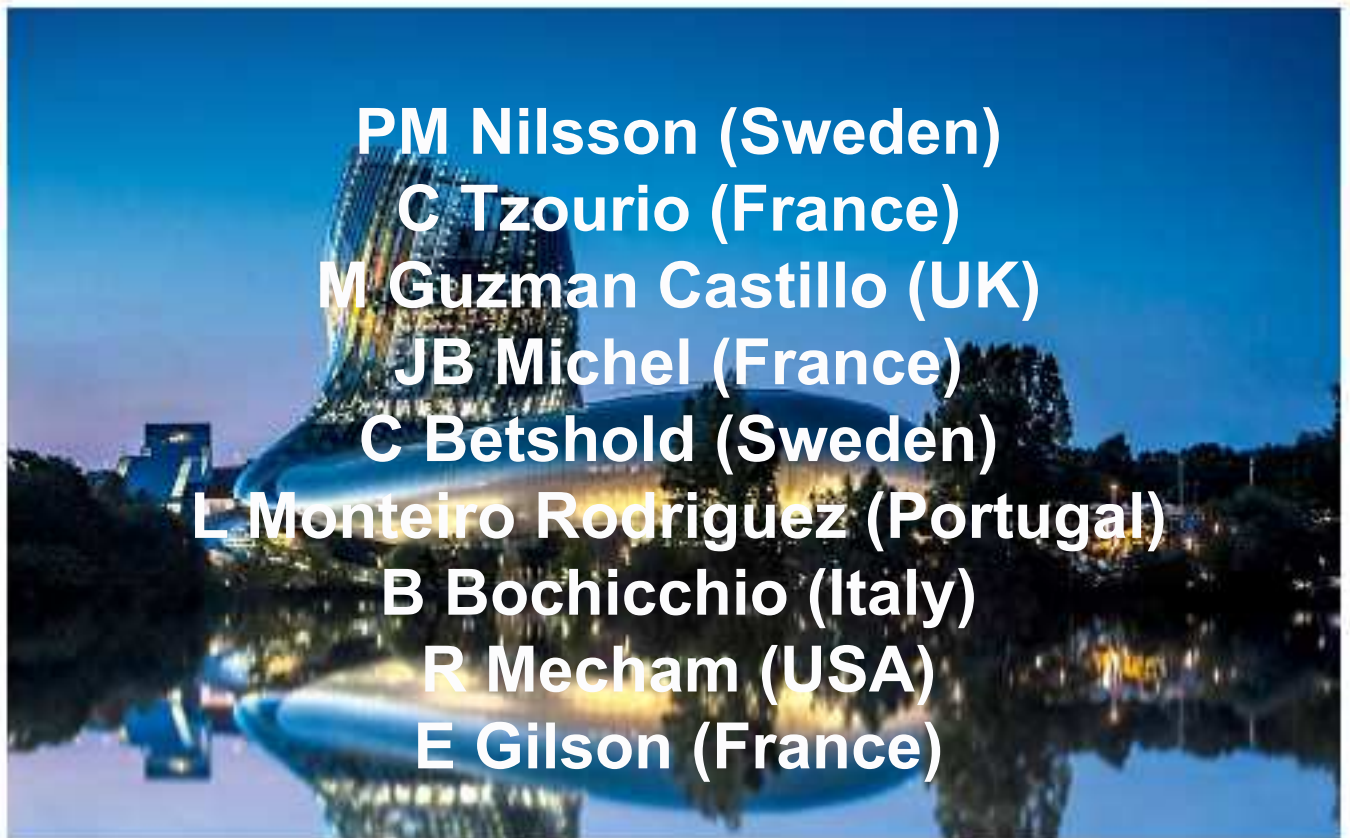 PM Nilsson (Sweden)
C Tzourio (France)
M Guzman Castillo (UK)
JB Michel (France)
C Betshold (Sweden)
L Monteiro Rodriguez (Portugal)
B Bochicchio (Italy)
R Mecham (USA)
E Gilson (France)